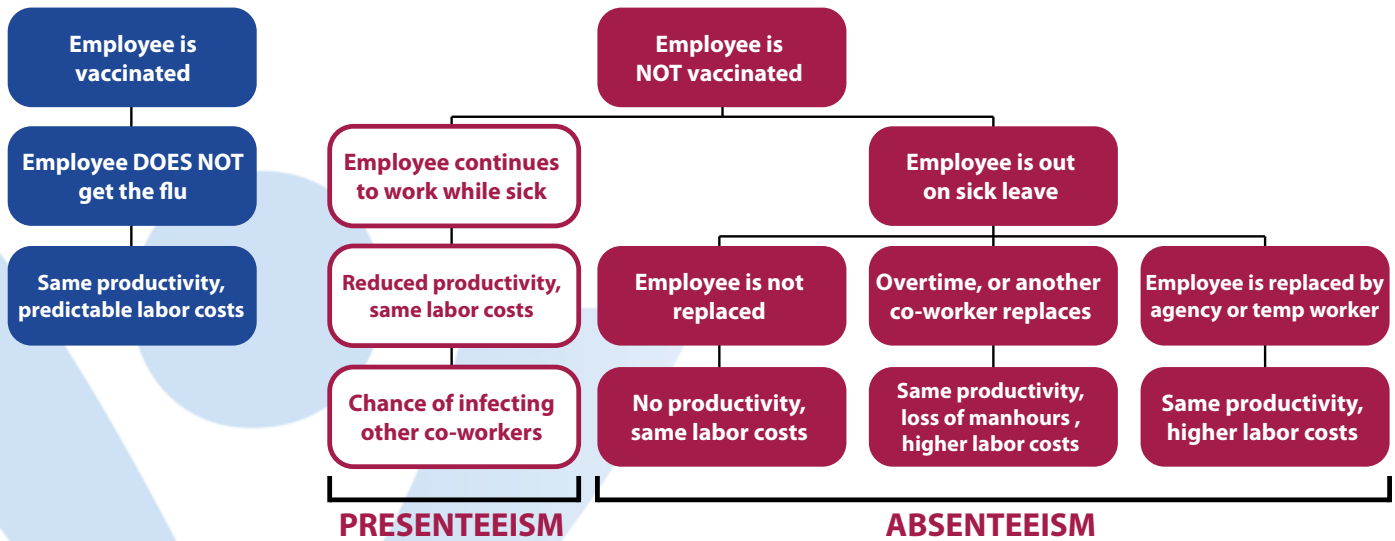 Employee is
vaccinated
Employee is
NOT vaccinated
Employee DOES NOT
get the flu
Employee continues
to work while sick
Employee is out
on sick leave
Same productivity,
predictable labor costs
Reduced productivity,
same labor costs
Employee is not
replaced
Overtime, or another
co-worker replaces
Employee is replaced by
agency or temp worker
Chance of infecting
other co-workers
No productivity,
same labor costs
Same productivity,
loss of manhours ,
higher labor costs
Same productivity,
higher labor costs
PRESENTEEISM
ABSENTEEISM